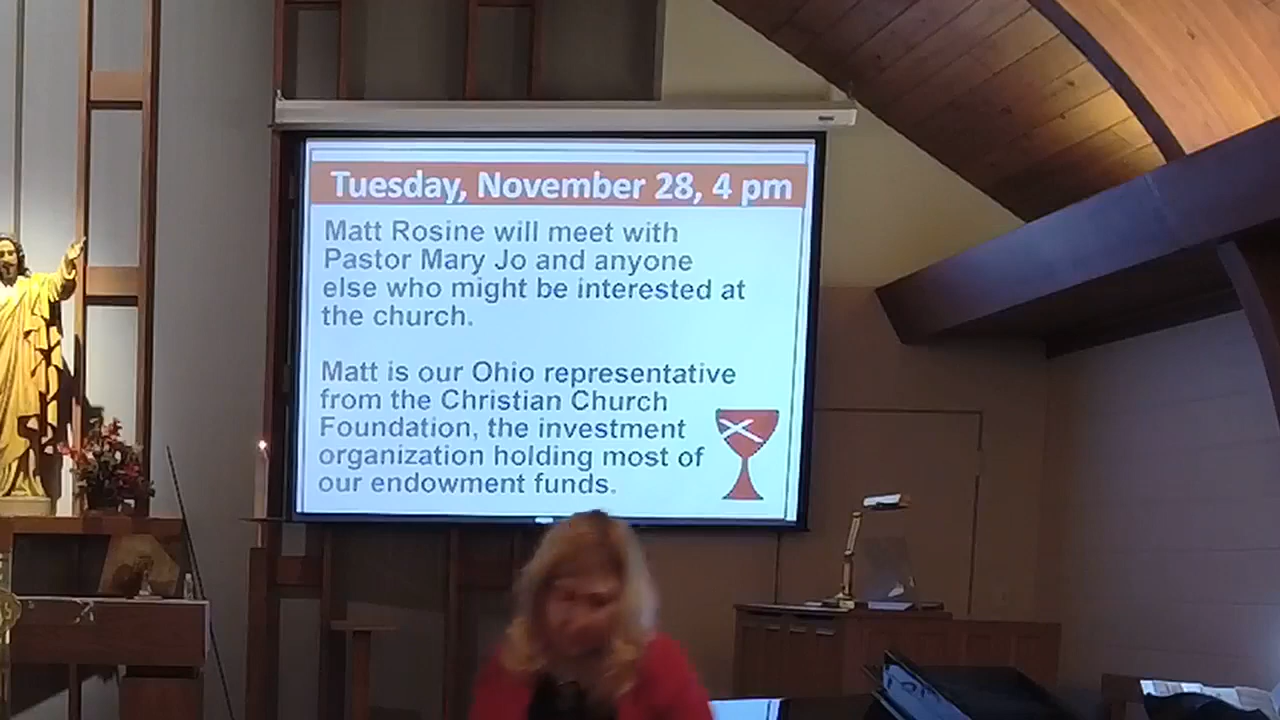 Tuesday, November 28, 4 pm
Matt Rosine will meet with
Pastor Mary Jo and anyone
else who might be interested at
the church.
Matt is our Ohio representative
from the Christian Church
Foundation, the investment
organization holding most of
our endowment funds.